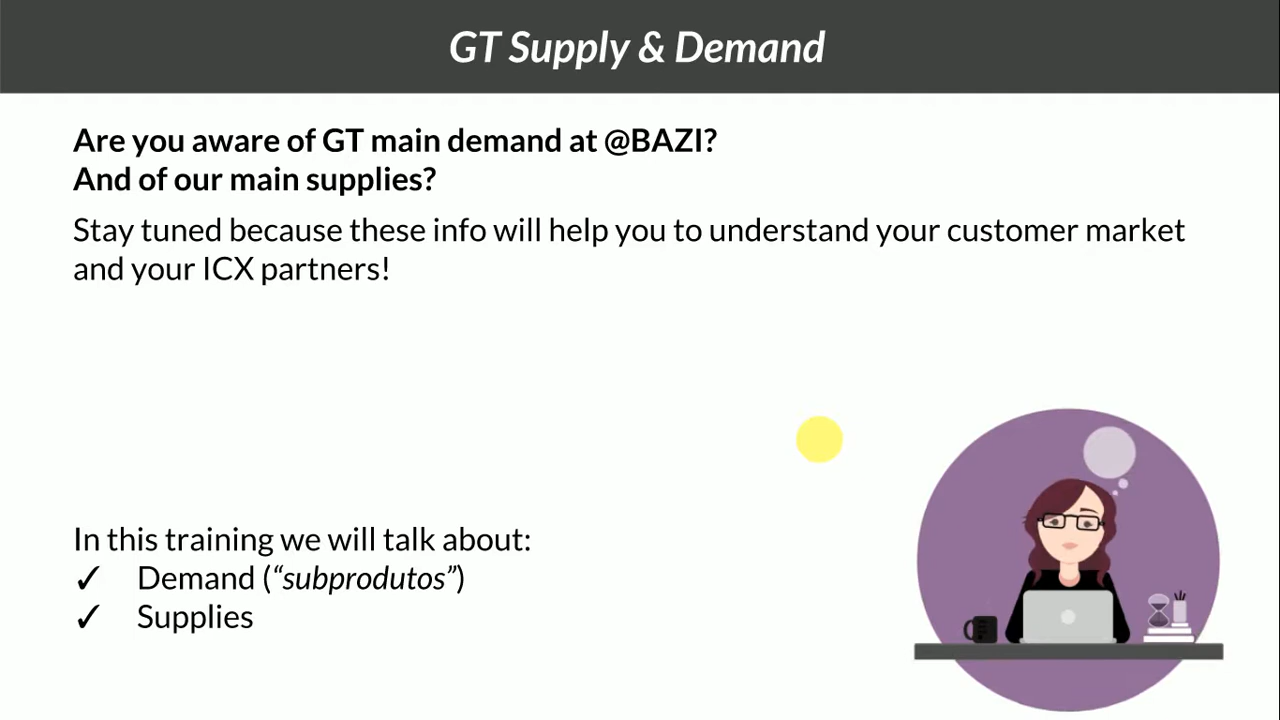 GT Supply & Demand
Are you aware of GT main demand at @BAZI?
And of our main supplies?
Stay tuned because these info will help you to understand your customer market
and your ICX partners!
In this training we will talk about:
✓ Demand (“subprodutos”)
✓ Supplies